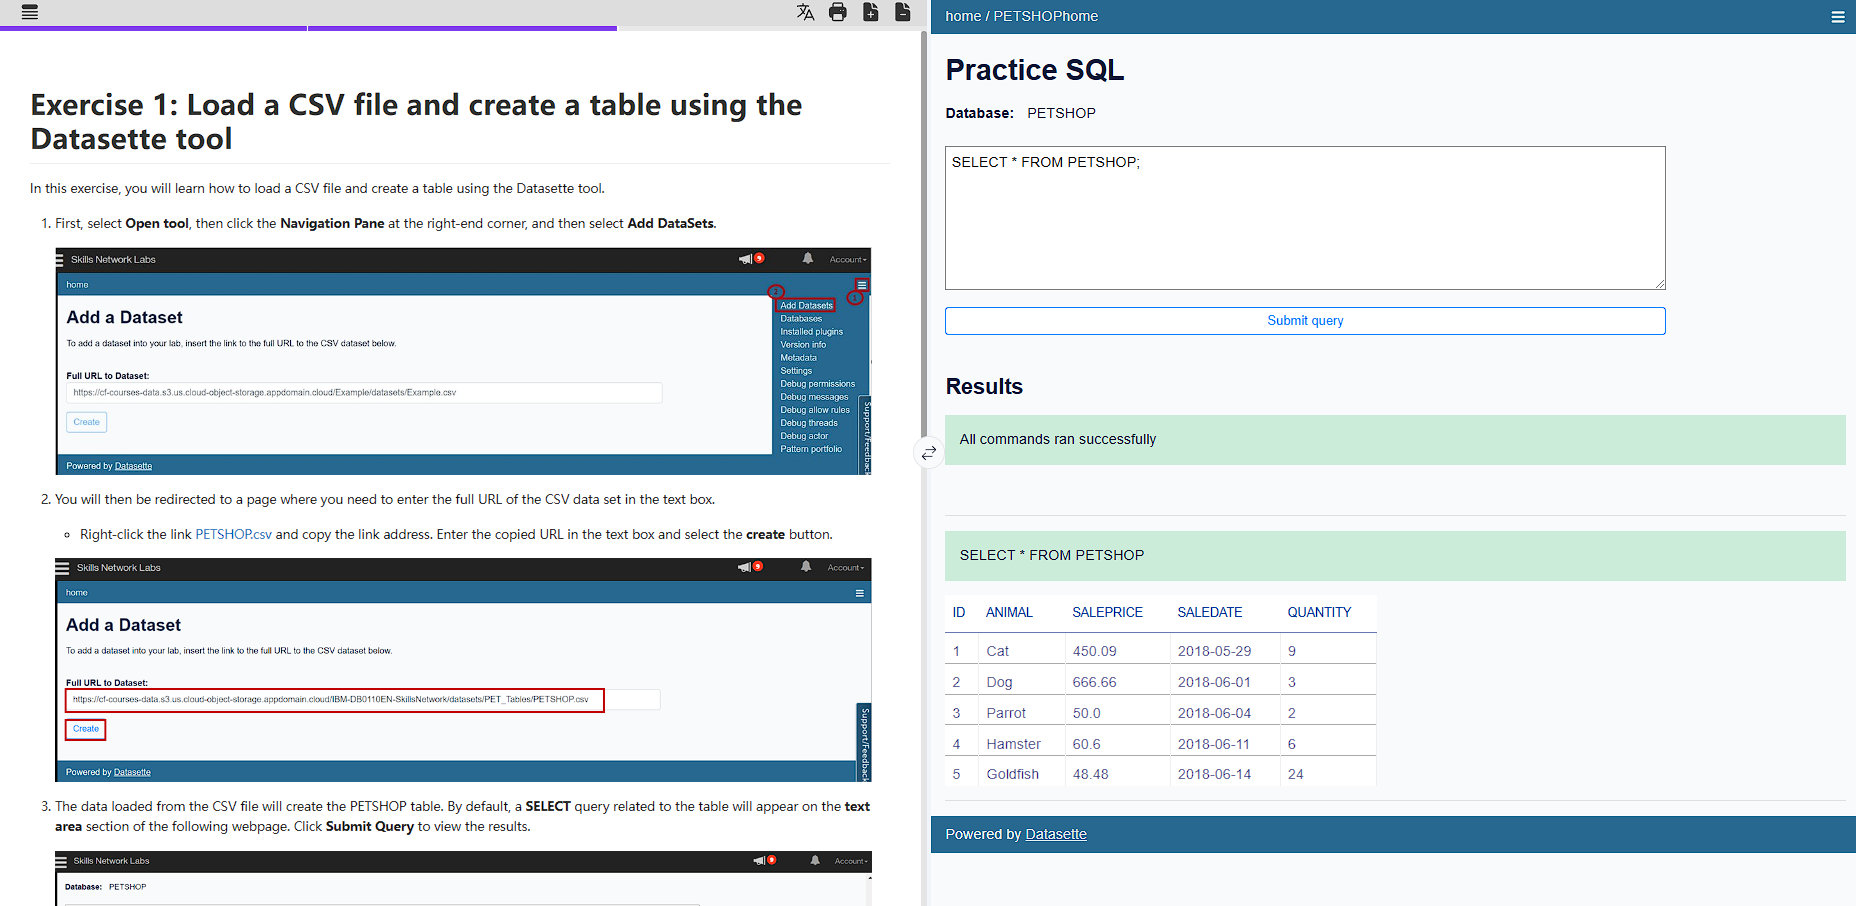 Exercise 1: Load a CSV file and create a table using the
Datasette tool
In this exercise, you will learn how to load a CSV file and create a table using the Datasette tool.
1. First, select Open tool, then click the Navigation Pane at the right-end corner, and then select Add DataSets.
Skills Network Labs
9
Account
home
2
1
Add a Dataset
To add a dataset into your lab, insert the link to the full URL to the CSV dataset below.
Full URL to Dataset:
https://cf-courses-data.s3.us.cloud-object-storage.appdomain.cloud/Example/datasets/Example.csv
Create
Add Datasets
Databases
Installed plugins
Version info
Metadata
Settings
Debug permissions
Debug messages
Debug allow rules
Debug threads
Debug actor
Pattern portfolio
Support/Feedback
Powered by Datasette
2. You will then be redirected to a page where you need to enter the full URL of the CSV data set in the text box.
Right-click the link PETSHOP.csv and copy the link address. Enter the copied URL in the text box and select the create button.
Skills Network Labs
9
Account
home
Add a Dataset
To add a dataset into your lab, insert the link to the full URL to the CSV dataset below.
Full URL to Dataset:
https://cf-courses-data.s3.us.cloud-object-storage.appdomain.cloud/IBM-DB0110EN-SkillsNetwork/datasets/PET_Tables/PETSHOP.csv
Create
Support/Feedback
Powered by Datasette
3. The data loaded from the CSV file will create the PETSHOP table. By default, a SELECT query related to the table will appear on the text
area section of the following webpage. Click Submit Query to view the results.
Skills Network Labs
9
Account
Database: PETSHOP
home / PETSHOPhome
Practice SQL
Database: PETSHOP
SELECT * FROM PETSHOP;
Submit query
Results
All commands ran successfully
SELECT * FROM PETSHOP
ID ANIMAL SALEPRICE SALEDATE QUANTITY
1 Cat 450.09 2018-05-29 9
2 Dog 666.66 2018-06-01 3
3 Parrot 50.0 2018-06-04 2
4 Hamster 60.6 2018-06-11 6
5 Goldfish 48.48 2018-06-14 24
Powered by Datasette